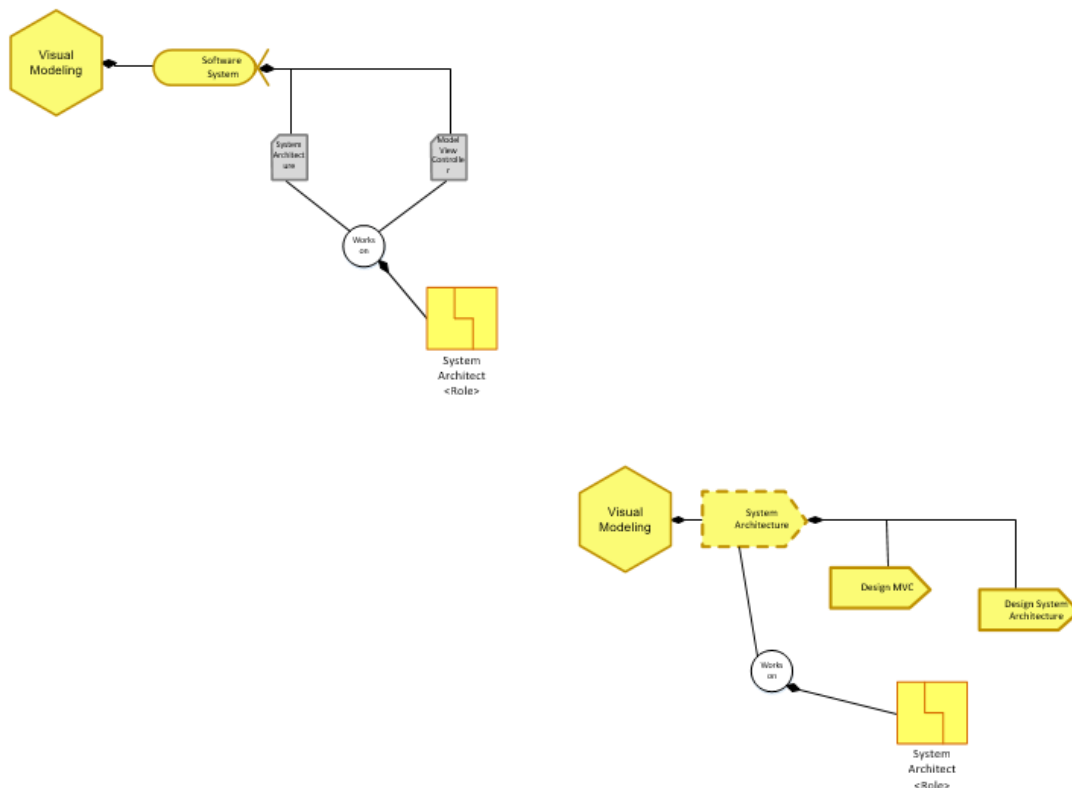 Visual
Modeling
Software
System
System
Architect
ure
Model
View
Controlle
r
Works
on
System
Architect
<Role>
Visual
Modeling
System
Architecture
Design MVC
Design System
Architecture
Works
on
System
Architect
<Role>